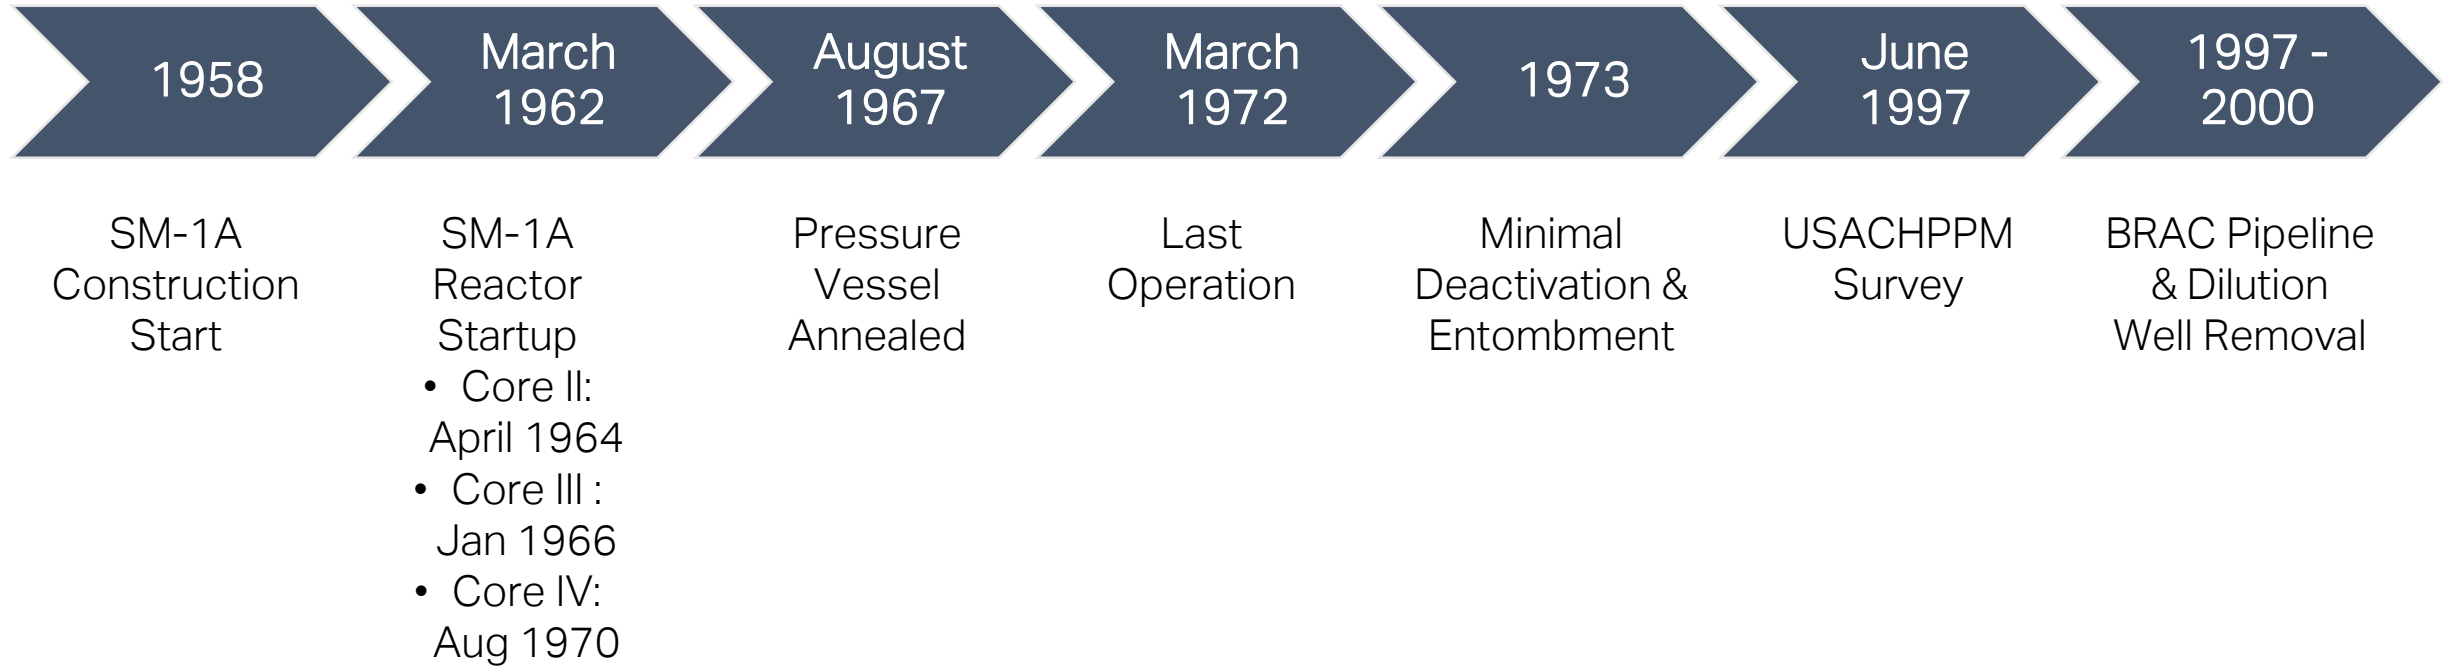 1958
March
1962
August
1967
March
1972
1973
June
1997
1997 -
2000
SM-1A
Construction
Start
SM-1A
Reactor
Startup
• Core II:
April 1964
• Core III :
Jan 1966
• Core IV:
Aug 1970
Pressure
Vessel
Annealed
Last
Operation
Minimal
Deactivation &
Entombment
USACHPPM
Survey
BRAC Pipeline
& Dilution
Well Removal